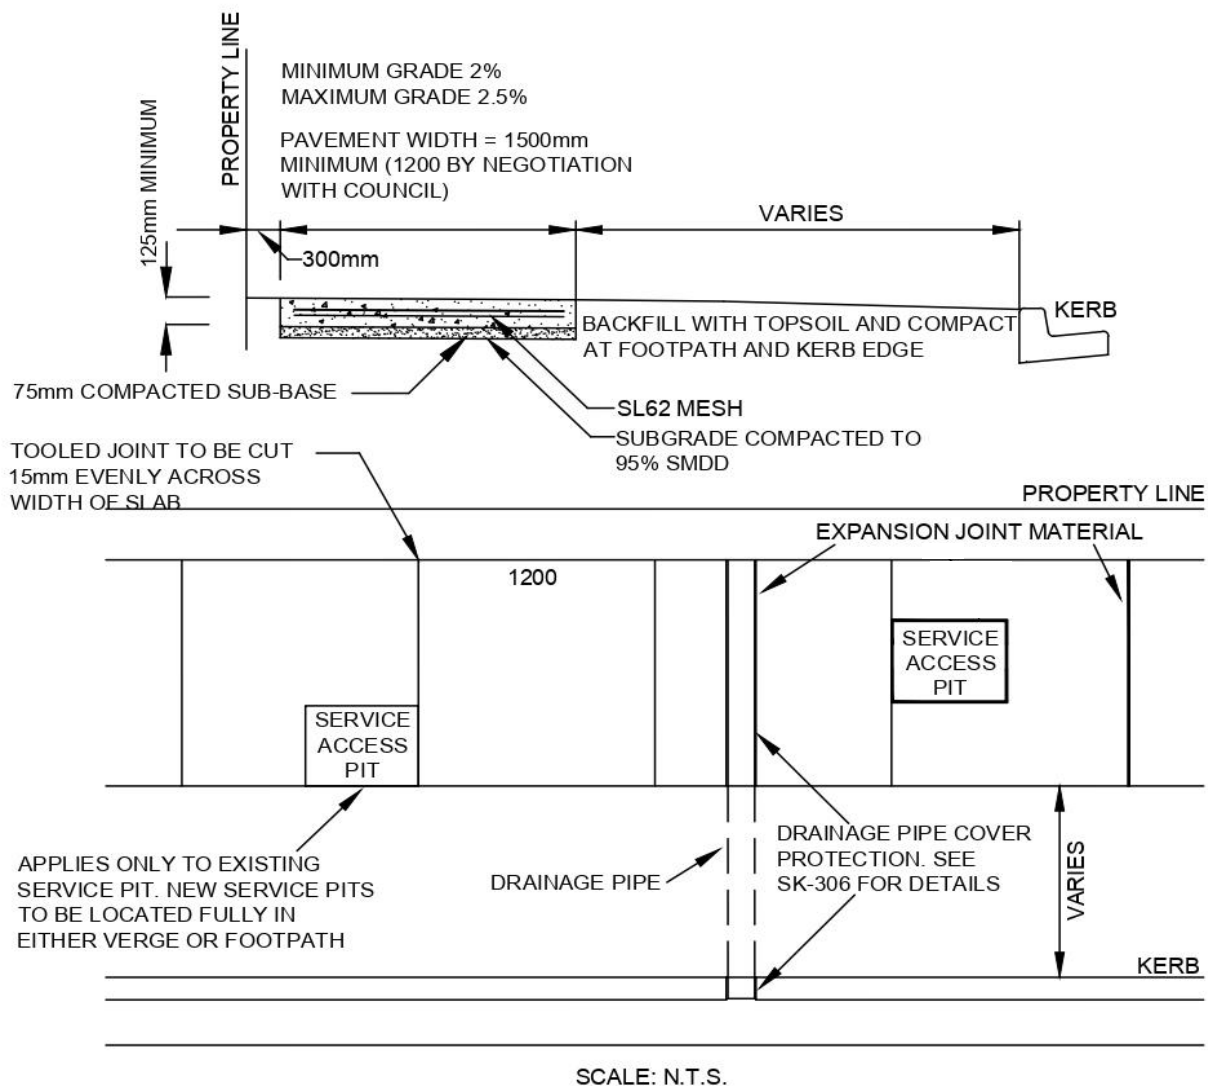 PROPERTY LINE
125mm MINIMUM
MINIMUM GRADE 2%
MAXIMUM GRADE 2.5%
PAVEMENT WIDTH = 1500mm
MINIMUM (1200 BY NEGOTIATION
WITH COUNCIL)
VARIES
300mm
KERB
BACKFILL WITH TOPSOIL AND COMPACT
AT FOOTPATH AND KERB EDGE
75mm COMPACTED SUB-BASE
SL62 MESH
SUBGRADE COMPACTED TO
95% SMDD
TOOLED JOINT TO BE CUT
15mm EVENLY ACROSS
WIDTH OF SLAB
PROPERTY LINE
EXPANSION JOINT MATERIAL
1200
SERVICE
ACCESS
PIT
SERVICE
ACCESS
PIT
APPLIES ONLY TO EXISTING
SERVICE PIT. NEW SERVICE PITS
TO BE LOCATED FULLY IN
EITHER VERGE OR FOOTPATH
DRAINAGE PIPE
DRAINAGE PIPE COVER
PROTECTION. SEE
SK-306 FOR DETAILS
VARIES
KERB
SCALE: N.T.S.